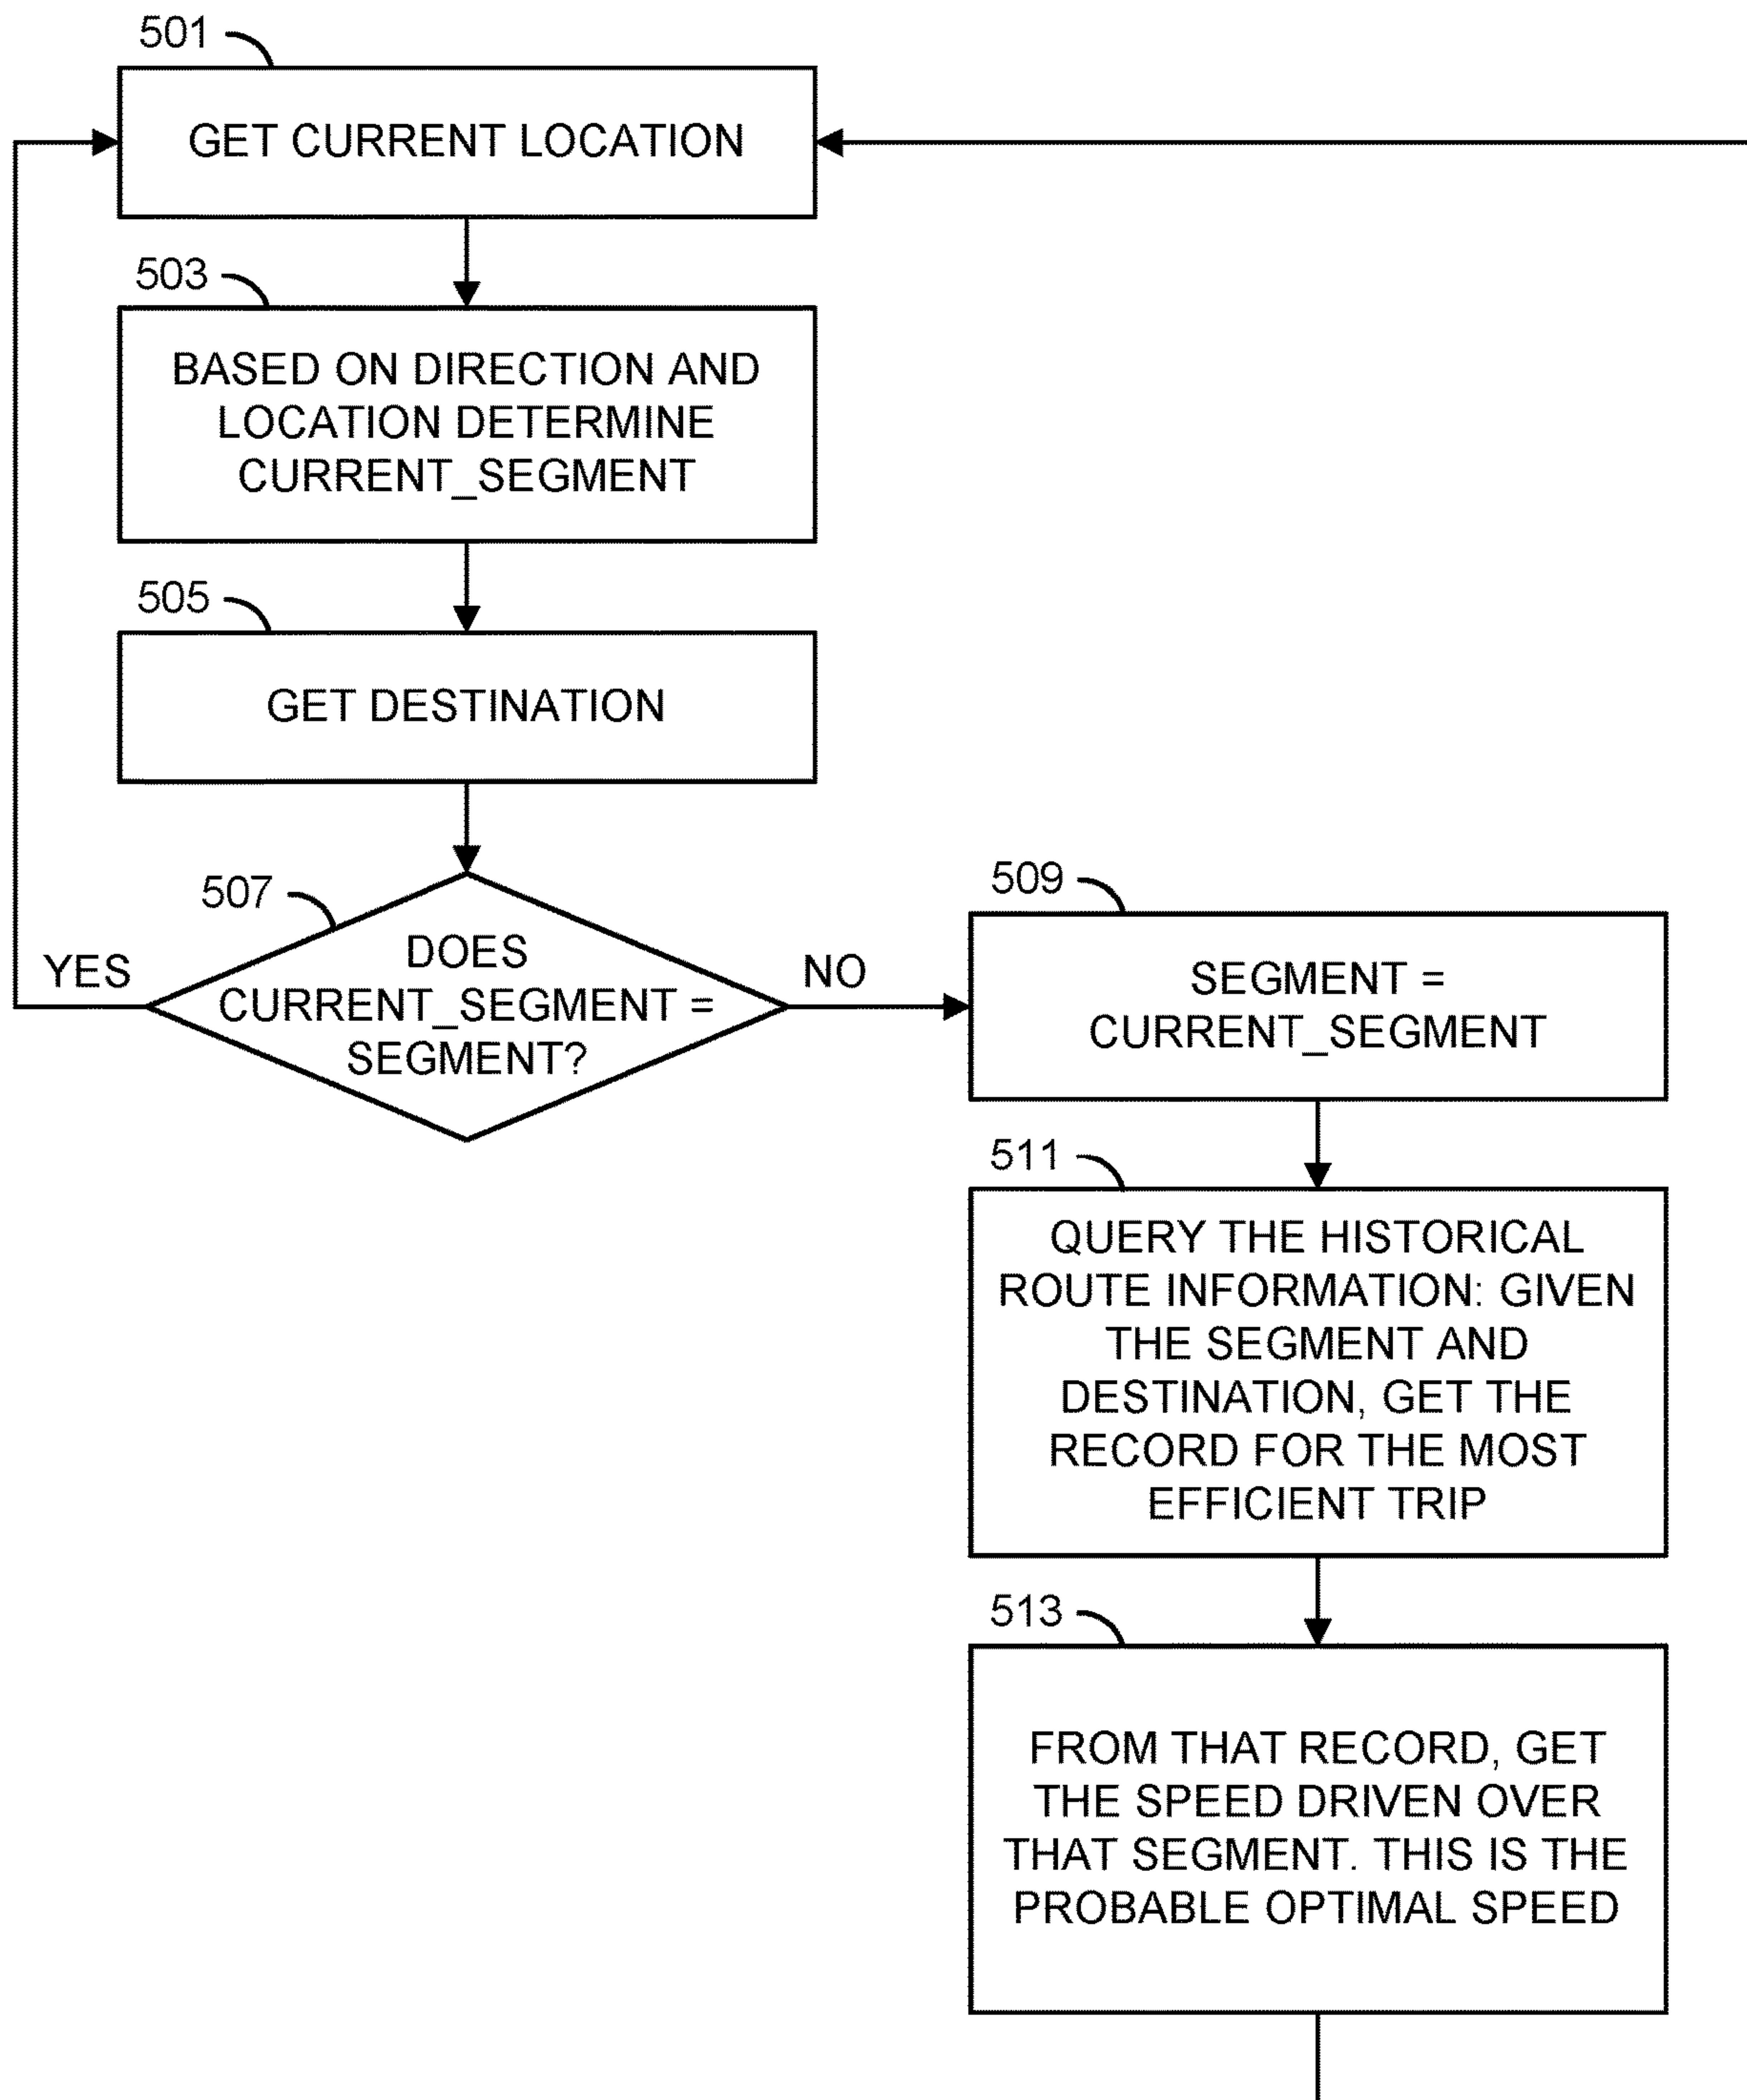 501
GET CURRENT LOCATION
503
BASED ON DIRECTION AND
LOCATION DETERMINE
CURRENT_SEGMENT
505
GET DESTINATION
507
DOES
CURRENT_SEGMENT =
SEGMENT?
YES
NO
509
SEGMENT =
CURRENT_SEGMENT
511
QUERY THE HISTORICAL
ROUTE INFORMATION: GIVEN
THE SEGMENT AND
DESTINATION, GET THE
RECORD FOR THE MOST
EFFICIENT TRIP
513
FROM THAT RECORD, GET
THE SPEED DRIVEN OVER
THAT SEGMENT. THIS IS THE
PROBABLE OPTIMAL SPEED